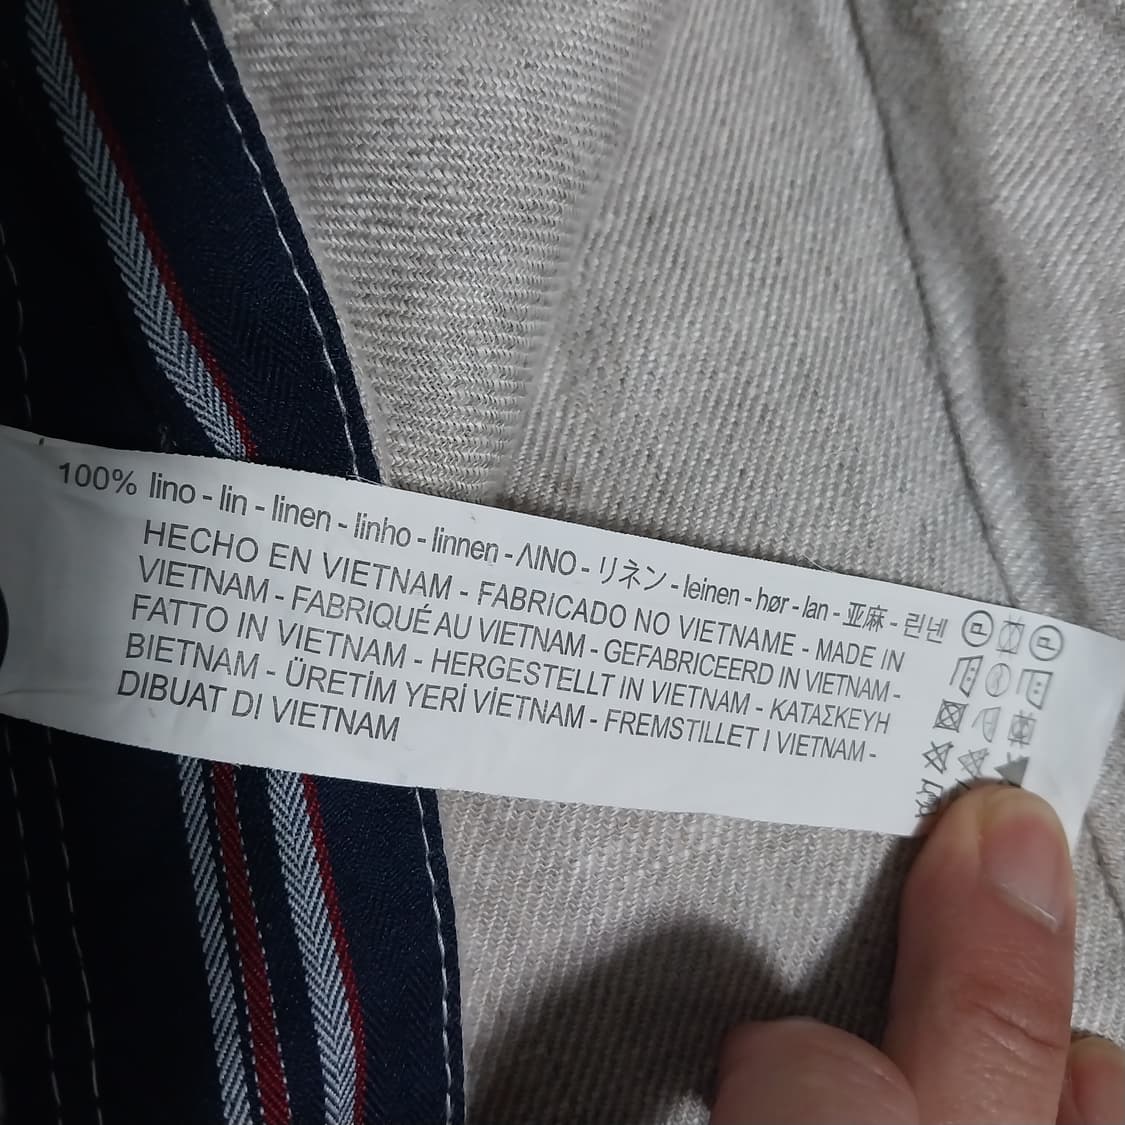 100% lino - lin - linen - linho - linnen - ΛΙΝΟ - リネン - leinen - hør - lan - 亚麻 - 린넨
HECHO EN VIETNAM - FABRICADO NO VIETNAME - MADE IN
VIETNAM - FABRIQUÉ AU VIETNAM - GEFABRICEERD IN VIETNAM -
FATTO IN VIETNAM - HERGESTELLT IN VIETNAM - ΚΑΤΑΣΚΕΥΗ
ΒΙΕΤΝΑΜ - ÜRETİM YERİ VİETNAM - FREMSTILLET I VIETNAM -
DIBUAT DI VIETNAM